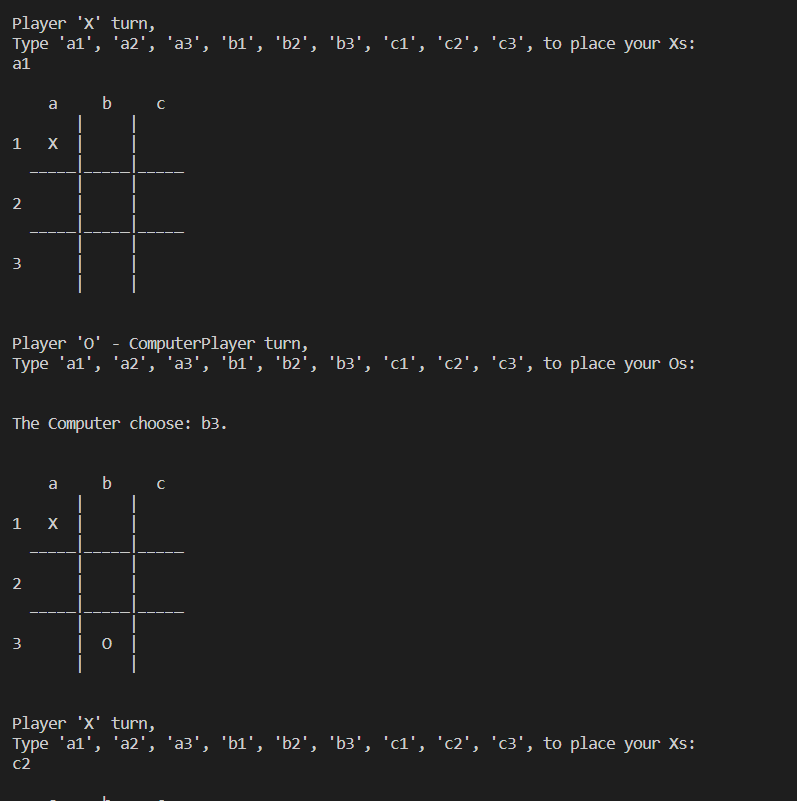 Player 'X' turn,
Type 'a1', 'a2', 'a3', 'b1', 'b2', 'b3', 'c1', 'c2', 'c3', to place your Xs:
a1
     a     b     c
        |     |
1    X  |     |
   _____|_____|_____
        |     |
2       |     |
   _____|_____|_____
        |     |
3       |     |
        |     |
Player 'O' - ComputerPlayer turn,
Type 'a1', 'a2', 'a3', 'b1', 'b2', 'b3', 'c1', 'c2', 'c3', to place your Os:
The Computer choose: b3.
     a     b     c
        |     |
1    X  |     |
   _____|_____|_____
        |     |
2       |     |
   _____|_____|_____
        |     |
3       |  O  |
        |     |
Player 'X' turn,
Type 'a1', 'a2', 'a3', 'b1', 'b2', 'b3', 'c1', 'c2', 'c3', to place your Xs:
c2